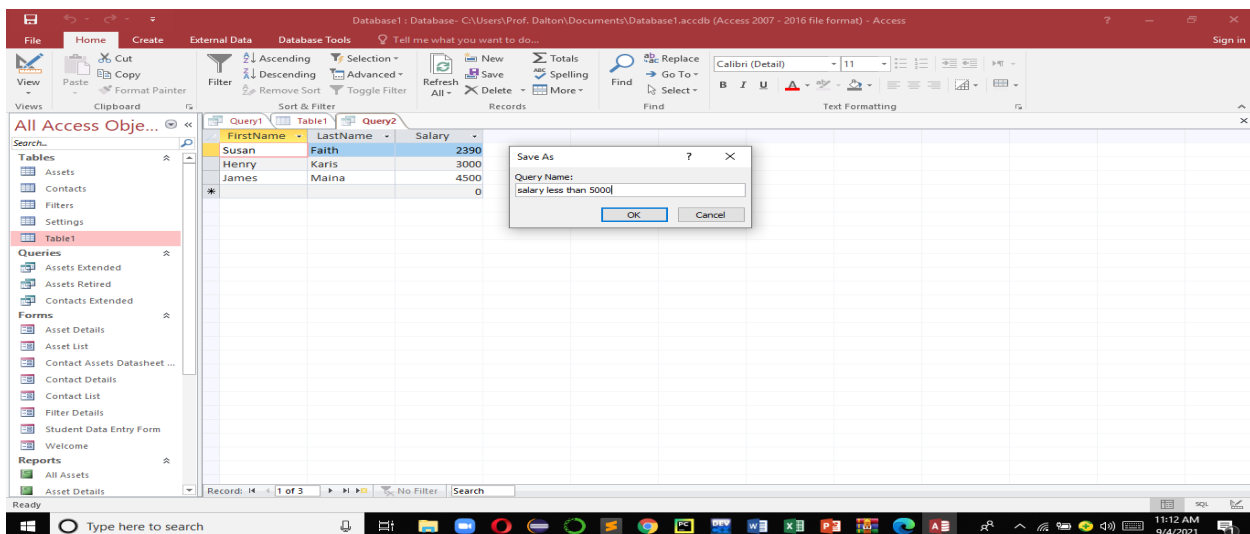 Database1 : Database- C:\Users\Prof. Dalton\Documents\Database1.accdb (Access 2007 - 2016 file format) - Access
File Home Create External Data Database Tools Tell me what you want to do... Sign in
View
Views
Paste
Cut
Copy
Format Painter
Clipboard
Filter
Ascending
Descending
Remove Sort
Selection
Advanced
Toggle Filter
Sort & Filter
Refresh
All
New
Save
Delete
Totals
Spelling
More
Records
Find
Replace
Go To
Select
Find
Calibri (Detail) 11
B I U A
Text Formatting
All Access Obje...
Search...
Tables
Assets
Contacts
Filters
Settings
Table1
Queries
Assets Extended
Assets Retired
Contacts Extended
Forms
Asset Details
Asset List
Contact Assets Datasheet ...
Contact Details
Contact List
Filter Details
Student Data Entry Form
Welcome
Reports
All Assets
Asset Details
Query1 Table1 Query2
FirstName LastName Salary
Susan Faith 2390
Henry Karis 3000
James Maina 4500
0
Save As ?
Query Name:
salary less than 5000
OK Cancel
Record: 1 of 3 No Filter Search
Ready SQL
Type here to search
11:12 AM
9/4/2021